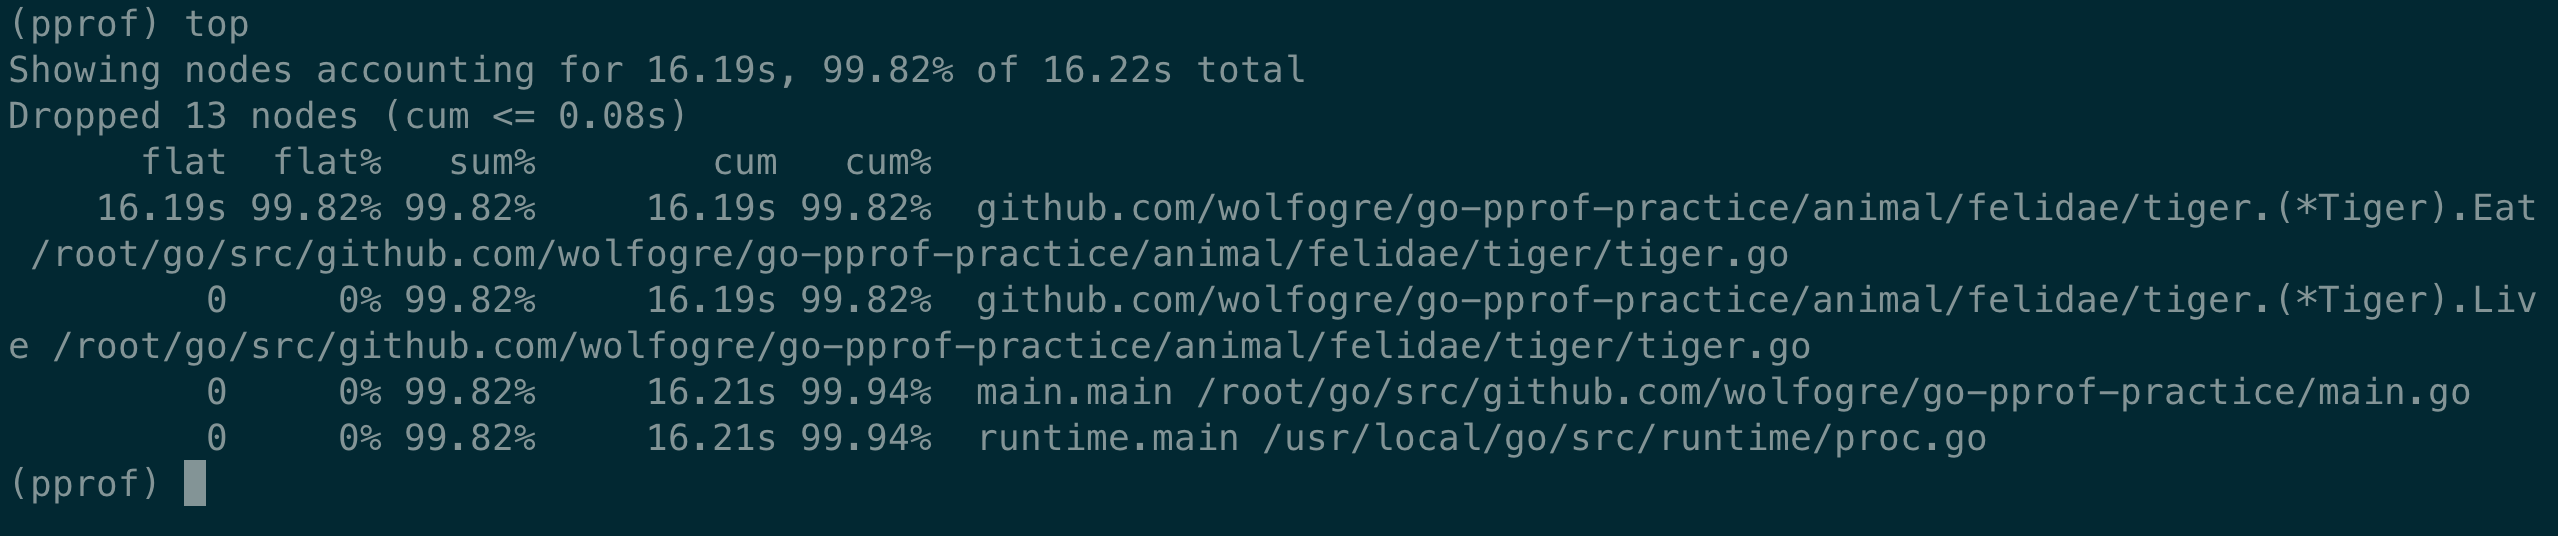 (pprof) top
Showing nodes accounting for 16.19s, 99.82% of 16.22s total
Dropped 13 nodes (cum <= 0.08s)
      flat  flat%   sum%        cum   cum%
    16.19s 99.82% 99.82%     16.19s 99.82%  github.com/wolfogre/go-pprof-practice/animal/felidae/tiger.(*Tiger).Eat
 /root/go/src/github.com/wolfogre/go-pprof-practice/animal/felidae/tiger/tiger.go
         0     0% 99.82%     16.19s 99.82%  github.com/wolfogre/go-pprof-practice/animal/felidae/tiger.(*Tiger).Liv
e /root/go/src/github.com/wolfogre/go-pprof-practice/animal/felidae/tiger/tiger.go
         0     0% 99.82%     16.21s 99.94%  main.main /root/go/src/github.com/wolfogre/go-pprof-practice/main.go
         0     0% 99.82%     16.21s 99.94%  runtime.main /usr/local/go/src/runtime/proc.go
(pprof)